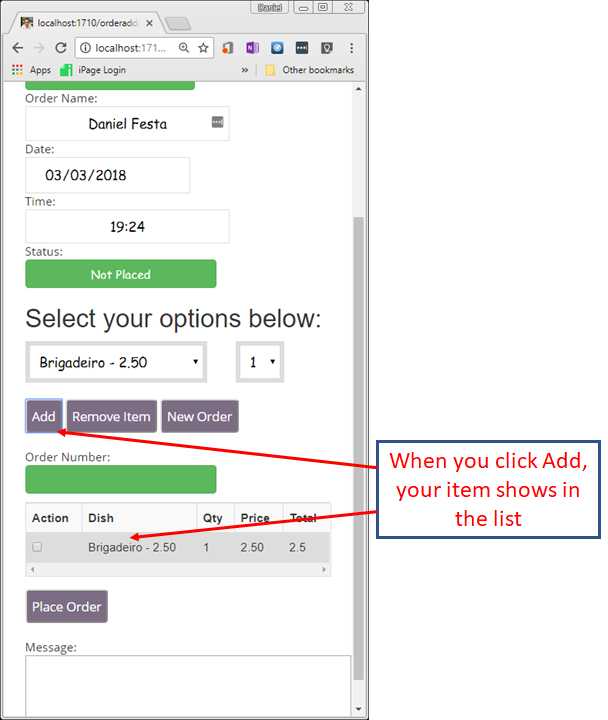 Daniel
localhost:1710/orderadd
localhost:171...
Apps iPage Login » Other bookmarks
Order Name:
Daniel Festa
Date:
03/03/2018
Time:
19:24
Status:
Not Placed
Select your options below:
Brigadeiro - 2.50 1
Add Remove Item New Order
Order Number:
When you click Add,
your item shows in
the list
Action Dish Qty Price Total
Brigadeiro - 2.50 1 2.50 2.5
Place Order
Message: